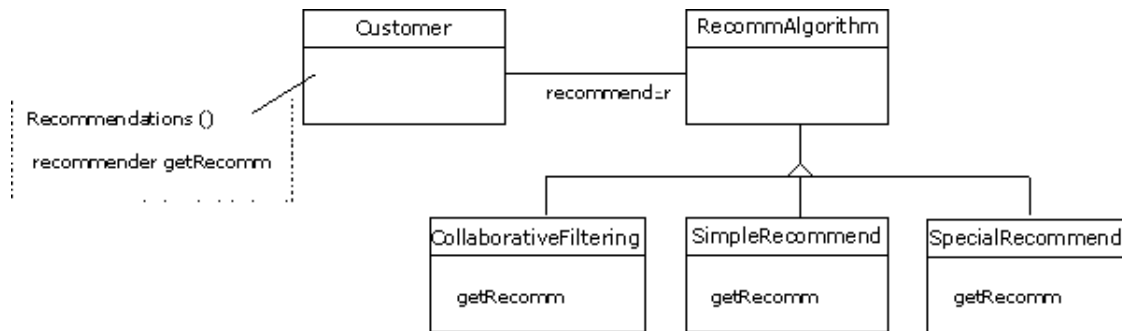 Customer
RecommAlgorithm
recommender
Recommendations ()
recommender getRecomm
CollaborativeFiltering
SimpleRecommend
SpecialRecommend
getRecomm
getRecomm
getRecomm